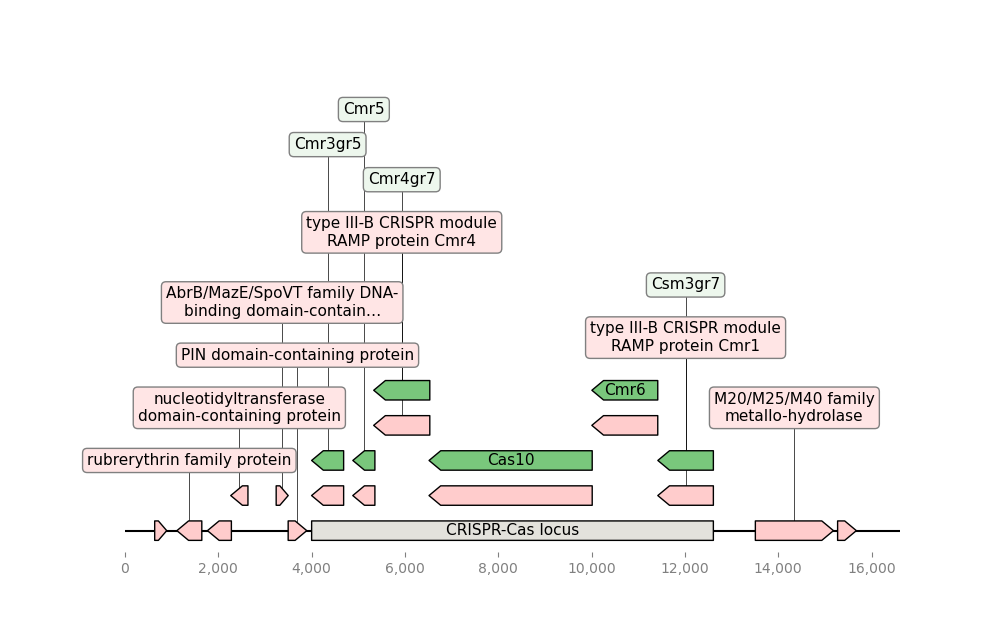 Cmr5
Cmr3gr5
Cmr4gr7
type III-B CRISPR module
RAMP protein Cmr4
Csm3gr7
AbrB/MazE/SpoVT family DNA-
binding domain-contain…
type III-B CRISPR module
RAMP protein Cmr1
PIN domain-containing protein
Cmr6
nucleotidyltransferase
domain-containing protein
M20/M25/M40 family
metallo-hydrolase
rubrerythrin family protein
Cas10
CRISPR-Cas locus
0
2,000
4,000
6,000
8,000
10,000
12,000
14,000
16,000